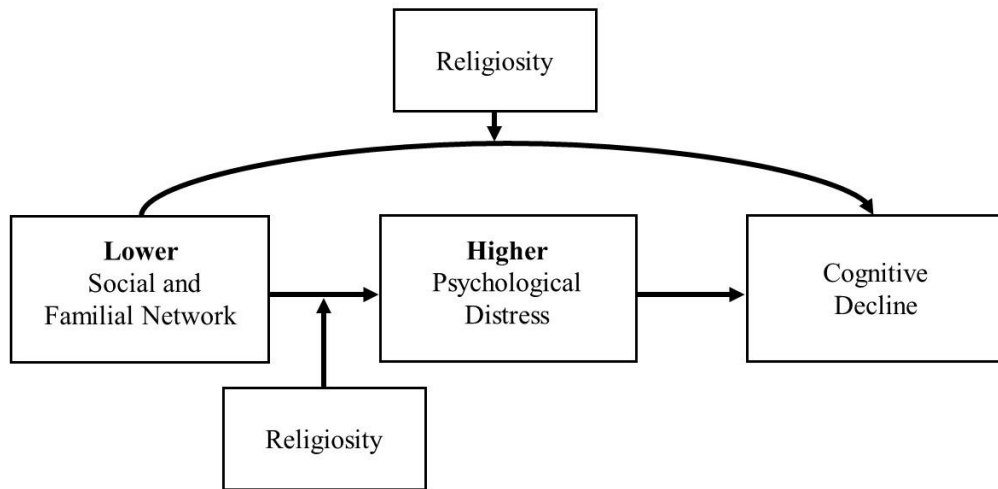 Religiosity
Lower
Social and
Familial Network
Higher
Psychological
Distress
Cognitive
Decline
Religiosity